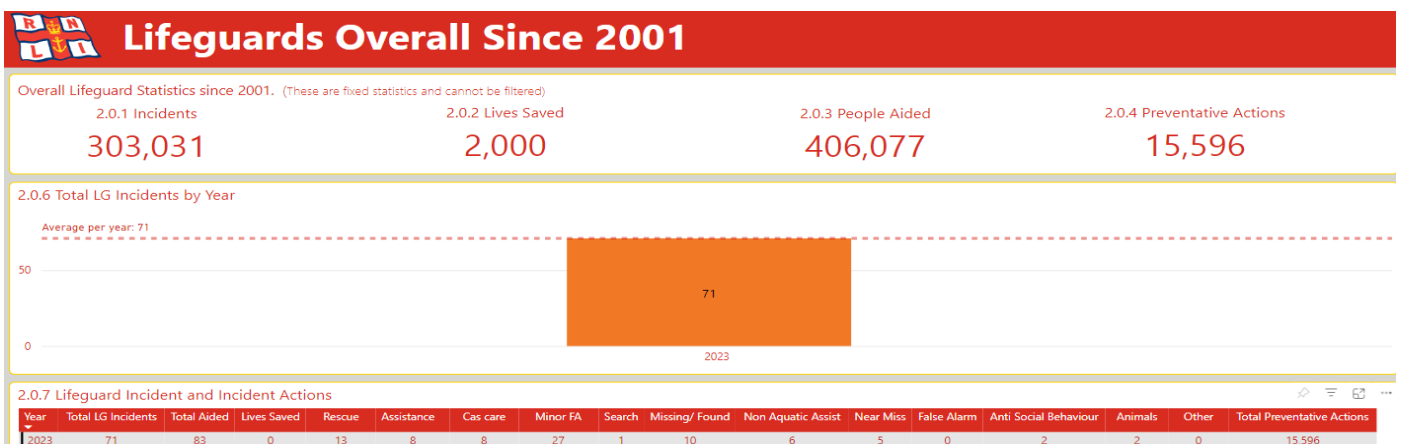 R N L I
Lifeguards Overall Since 2001
Overall Lifeguard Statistics since 2001. (These are fixed statistics and cannot be filtered)
2.0.1 Incidents 2.0.2 Lives Saved 2.0.3 People Aided 2.0.4 Preventative Actions
303,031 2,000 406,077 15,596
2.0.6 Total LG Incidents by Year
Average per year: 71
50
71
0
2023
2.0.7 Lifeguard Incident and Incident Actions
Year Total LG Incidents Total Aided Lives Saved Rescue Assistance Cas care Minor FA Search Missing/ Found Non Aquatic Assist Near Miss False Alarm Anti Social Behaviour Animals Other Total Preventative Actions
2023 71 83 0 13 8 8 27 1 10 6 5 0 2 2 0 15,596